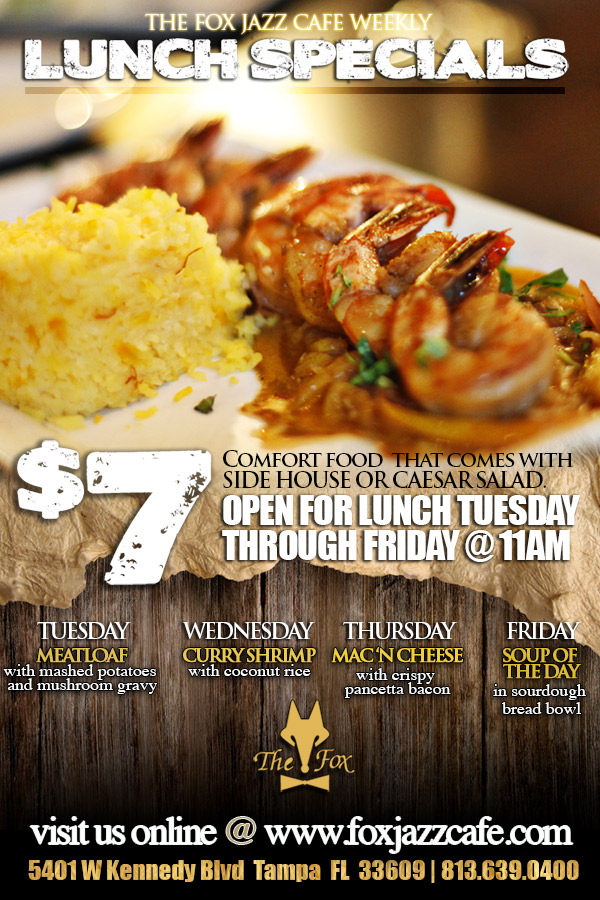 THE FOX JAZZ CAFE WEEKLY
LUNCH SPECIALS
$7
COMFORT FOOD THAT COMES WITH
SIDE HOUSE OR CAESAR SALAD.
OPEN FOR LUNCH TUESDAY
THROUGH FRIDAY @ 11AM
TUESDAY
MEATLOAF
with mashed potatoes
and mushroom gravy
WEDNESDAY
CURRY SHRIMP
with coconut rice
THURSDAY
MAC 'N CHEESE
with crispy
pancetta bacon
FRIDAY
SOUP OF
THE DAY
in sourdough
bread bowl
The Fox
visit us online @ www.foxjazzcafe.com
5401 W Kennedy Blvd Tampa FL 33609 | 813.639.0400